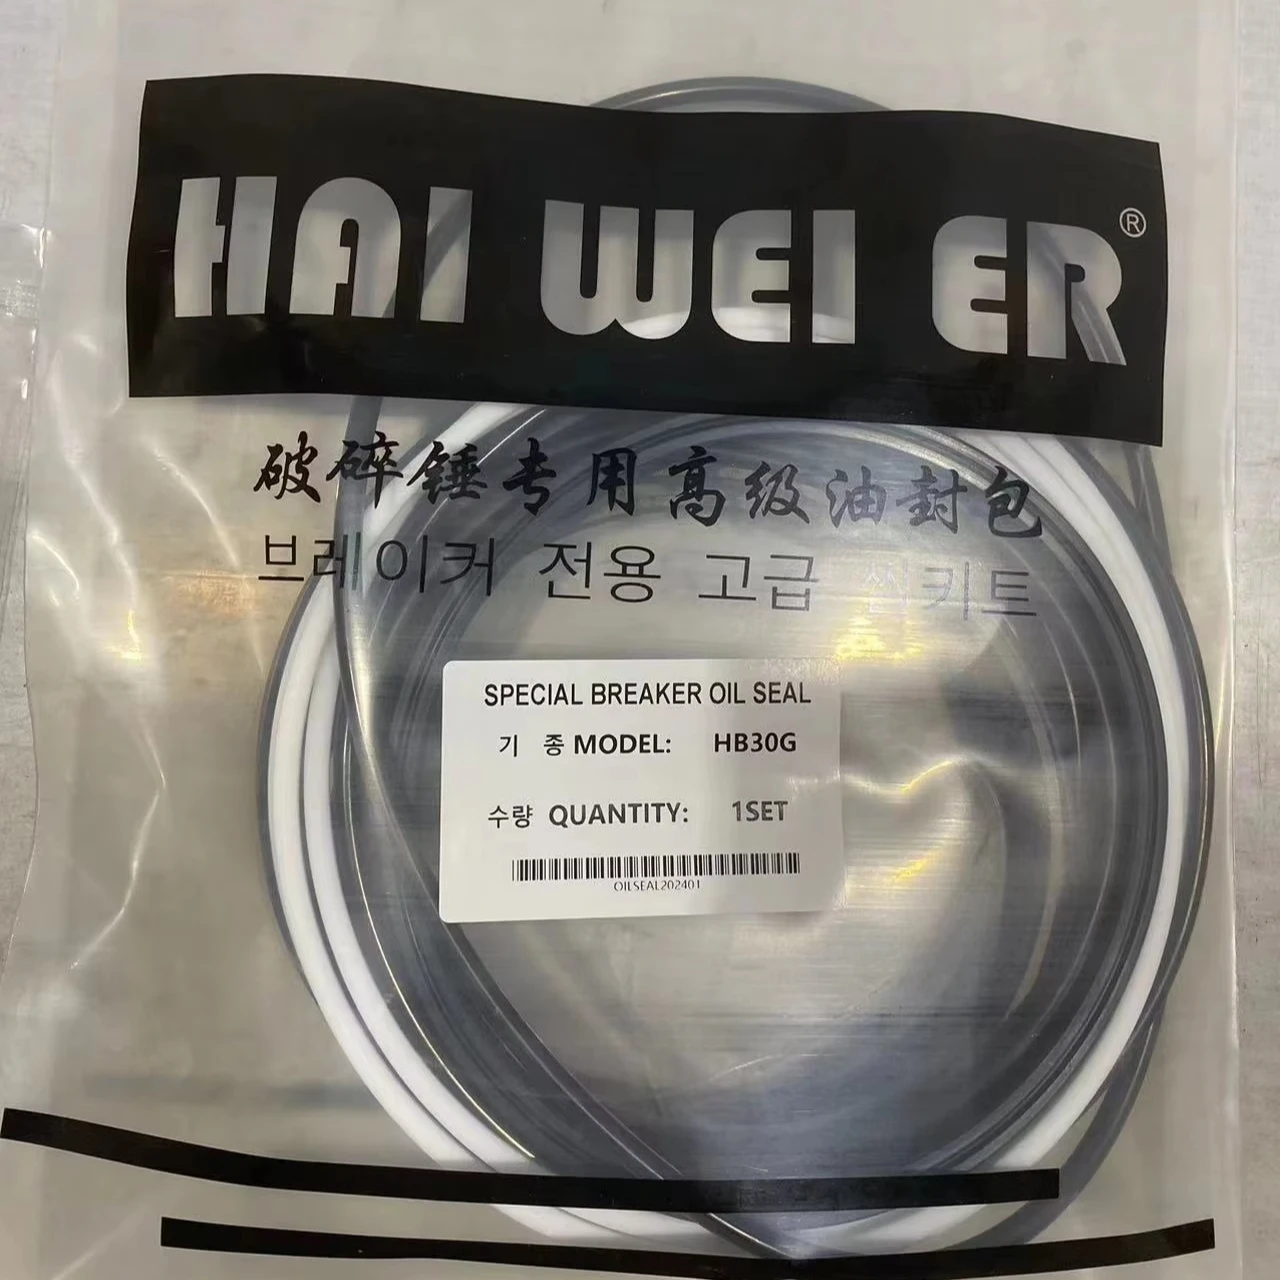 HAI WEI ER®
破碎锤专用高级油封包
브레이커 전용 고급 씰키트
SPECIAL BREAKER OIL SEAL
기 종 MODEL: HB30G
수량 QUANTITY: 1SET
OILSEAL202401